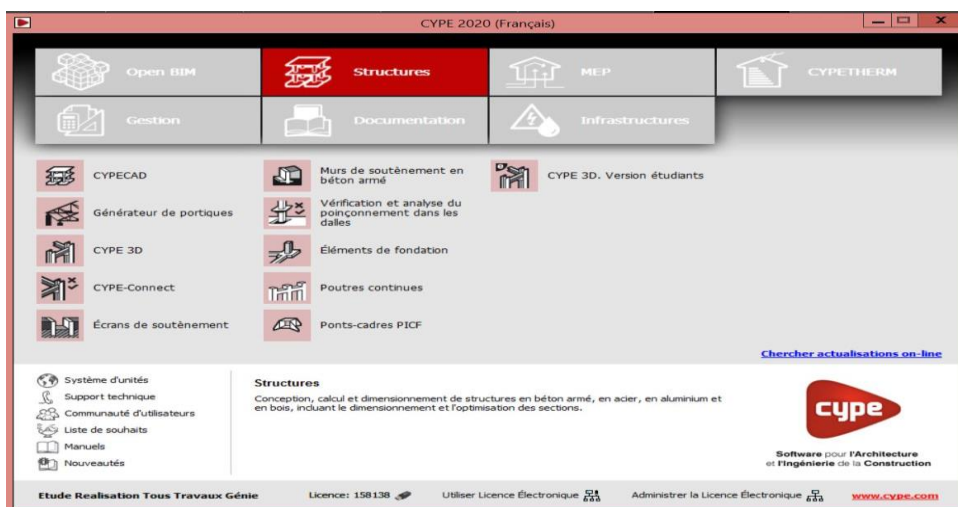 CYPE 2020 (Français)
Open BIM
Structures
MEP
CYPETHERM
Gestion
Documentation
Infrastructures
CYPECAD
Générateur de portiques
CYPE 3D
CYPE-Connect
Écrans de soutènement
Murs de soutènement en
béton armé
Vérification et analyse du
poinçonnement dans les
dalles
Éléments de fondation
Poutres continues
Ponts-cadres PICF
CYPE 3D. Version étudiants
Chercher actualisations on-line
Système d'unités
Support technique
Communauté d'utilisateurs
Liste de souhaits
Manuels
Nouveautés
Structures
Conception, calcul et dimensionnement de structures en béton armé, en acier, en aluminium et
en bois, incluant le dimensionnement et l'optimisation des sections.
cype
Software pour l'Architecture
et l'Ingénierie de la Construction
Etude Realisation Tous Travaux Génie
Licence: 158138
Utiliser Licence Électronique
Administrer la Licence Électronique
www.cype.com